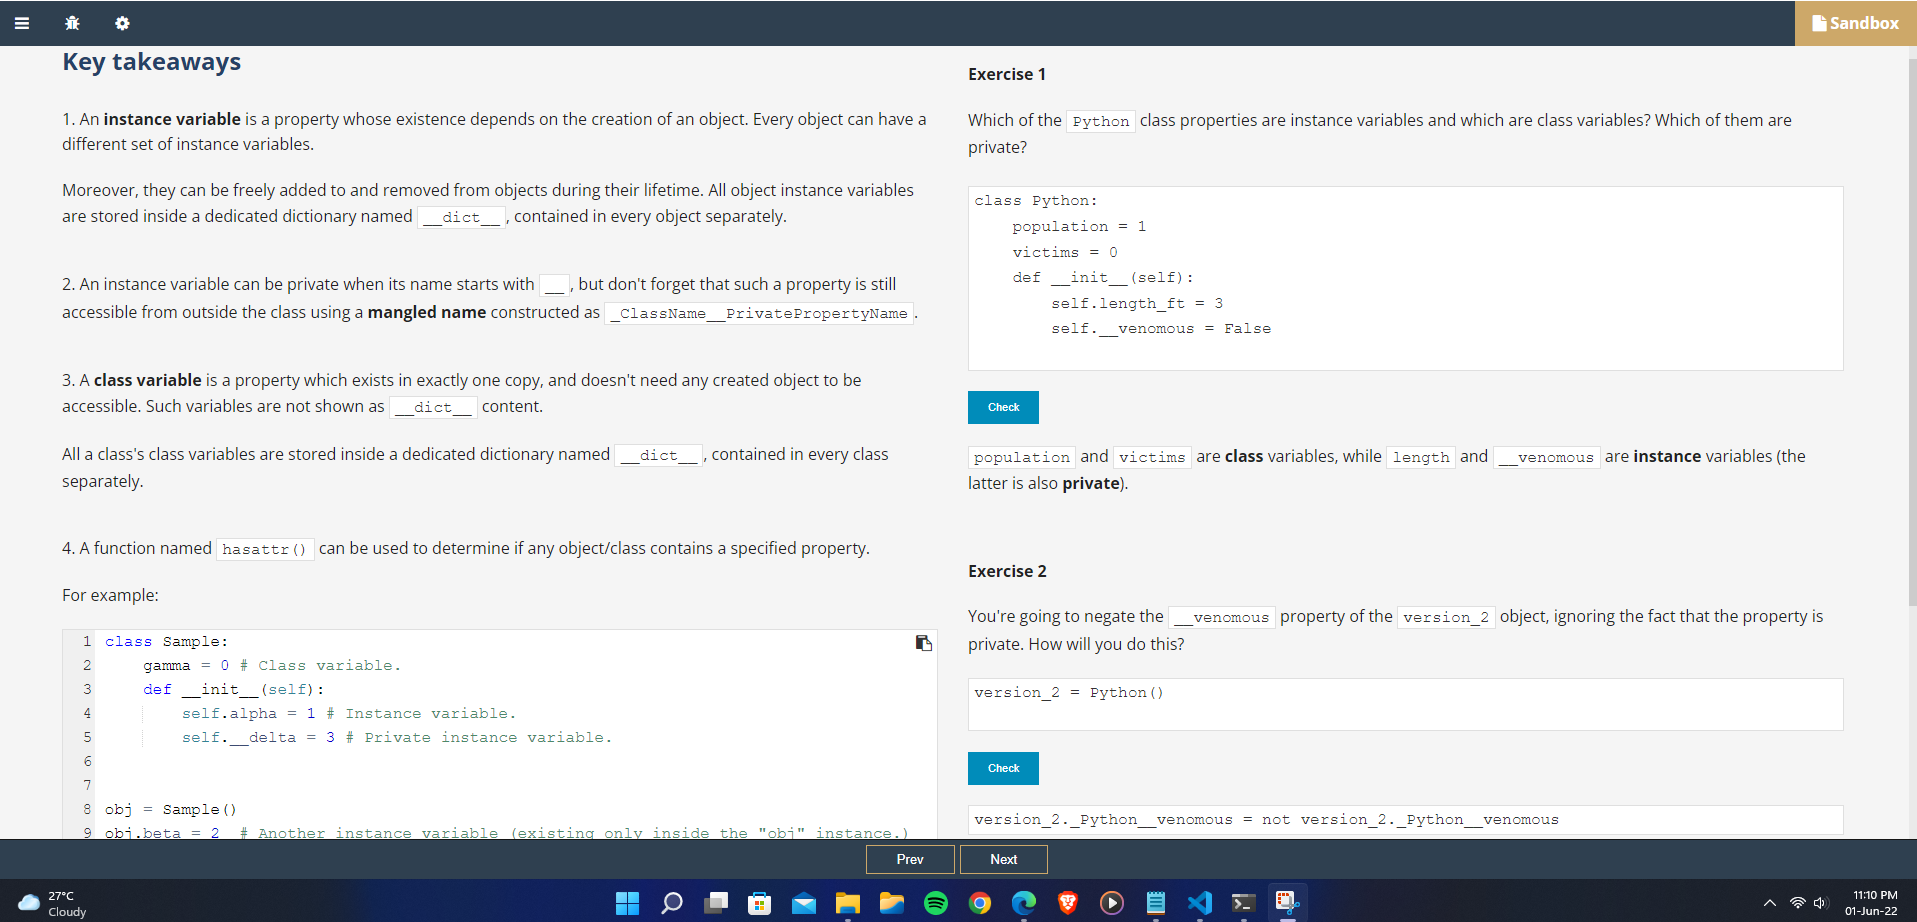 Sandbox
Key takeaways
1. An instance variable is a property whose existence depends on the creation of an object. Every object can have a
different set of instance variables.
Moreover, they can be freely added to and removed from objects during their lifetime. All object instance variables
are stored inside a dedicated dictionary named __dict__, contained in every object separately.
2. An instance variable can be private when its name starts with __, but don't forget that such a property is still
accessible from outside the class using a mangled name constructed as _ClassName__PrivatePropertyName.
3. A class variable is a property which exists in exactly one copy, and doesn't need any created object to be
accessible. Such variables are not shown as __dict__ content.
All a class's class variables are stored inside a dedicated dictionary named __dict__, contained in every class
separately.
4. A function named hasattr() can be used to determine if any object/class contains a specified property.
For example:
1 class Sample:
2     gamma = 0 # Class variable.
3     def __init__(self):
4         self.alpha = 1 # Instance variable.
5         self.__delta = 3 # Private instance variable.
6
7
8 obj = Sample()
9 obj.beta = 2  # Another instance variable (existing only inside the "obj" instance.)
Exercise 1
Which of the Python class properties are instance variables and which are class variables? Which of them are
private?
class Python:
    population = 1
    victims = 0
    def __init__(self):
        self.length_ft = 3
        self.__venomous = False
Check
population and victims are class variables, while length and __venomous are instance variables (the
latter is also private).
Exercise 2
You're going to negate the __venomous property of the version_2 object, ignoring the fact that the property is
private. How will you do this?
version_2 = Python()
Check
version_2._Python__venomous = not version_2._Python__venomous
Prev
Next
27°C
Cloudy
11:10 PM
01-Jun-22